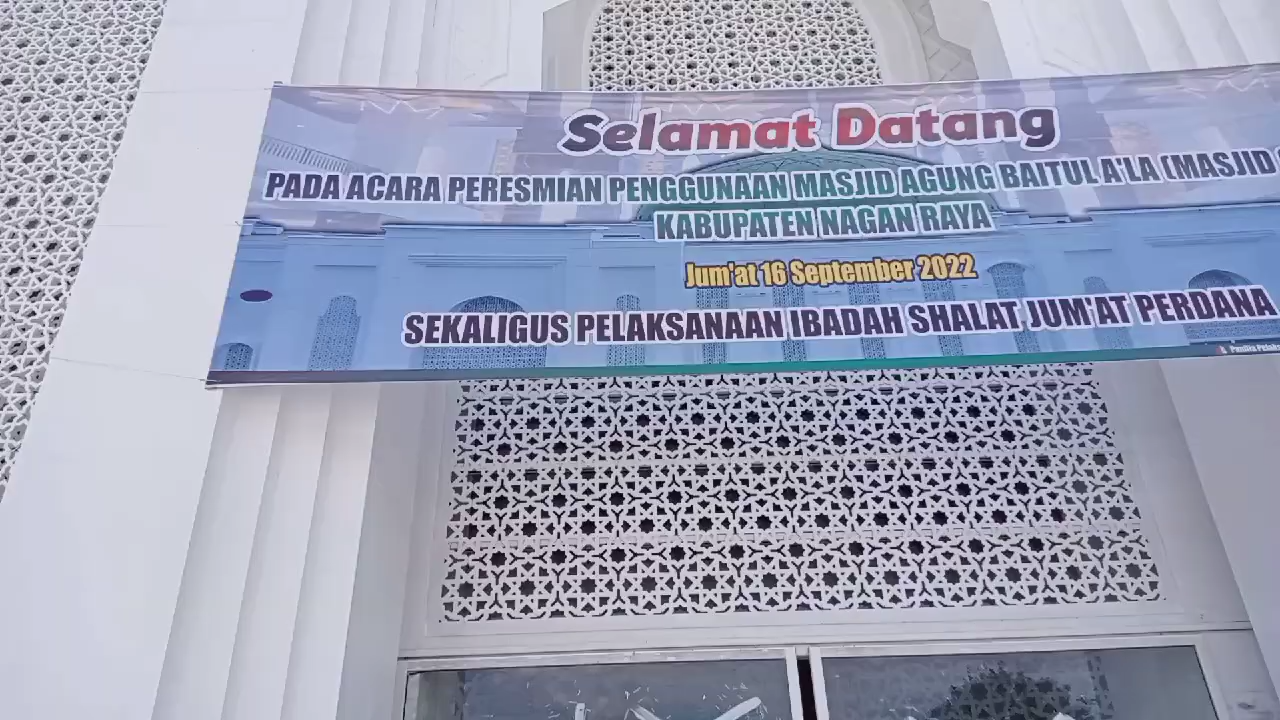 Selamat Datang
PADA ACARA PERESMIAN PENGGUNAAN MASJID AGUNG BAITUL A'LA (MASJID
KABUPATEN NAGAN RAYA
Jum'at 16 September 2022
SEKALIGUS PELAKSANAAN IBADAH SHALAT JUM'AT PERDANA
Panitia